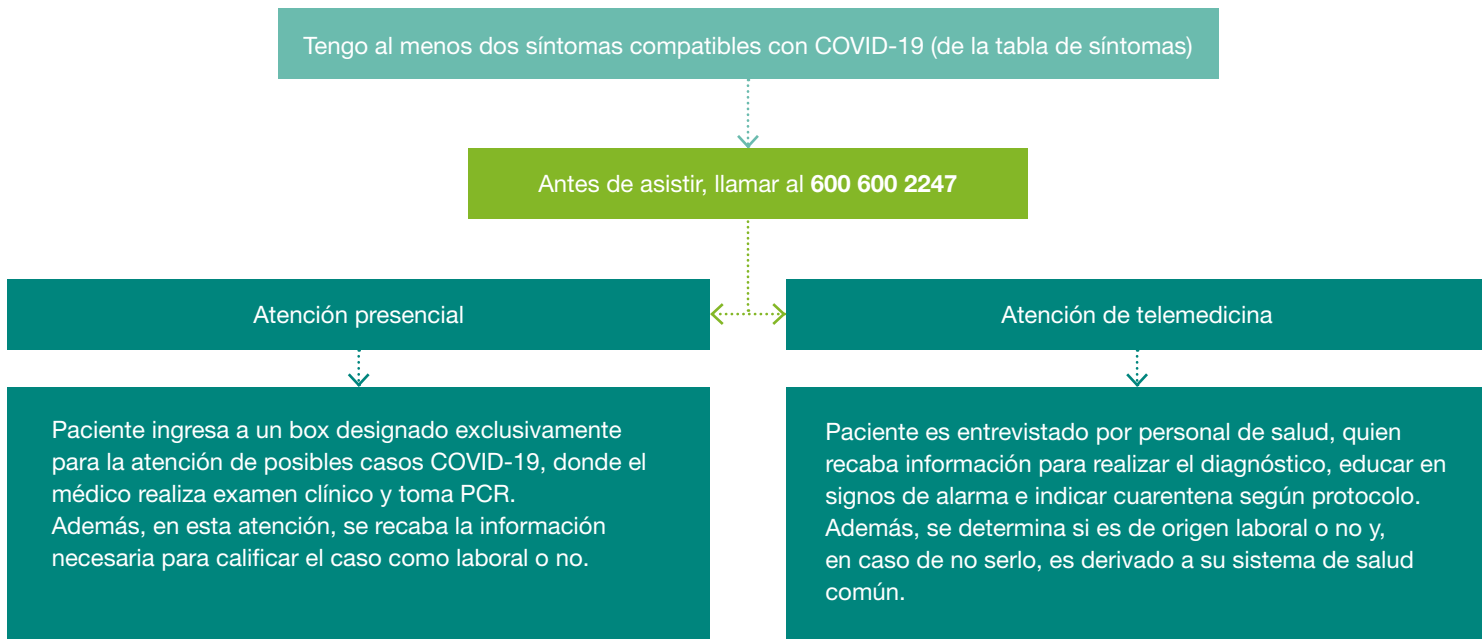 Tengo al menos dos síntomas compatibles con COVID-19 (de la tabla de síntomas)
Antes de asistir, llamar al 600 600 2247
Atención presencial
Paciente ingresa a un box designado exclusivamente
para la atención de posibles casos COVID-19, donde el
médico realiza examen clínico y toma PCR.
Además, en esta atención, se recaba la información
necesaria para calificar el caso como laboral o no.
Atención de telemedicina
Paciente es entrevistado por personal de salud, quien
recaba información para realizar el diagnóstico, educar en
signos de alarma e indicar cuarentena según protocolo.
Además, se determina si es de origen laboral o no y,
en caso de no serlo, es derivado a su sistema de salud
común.